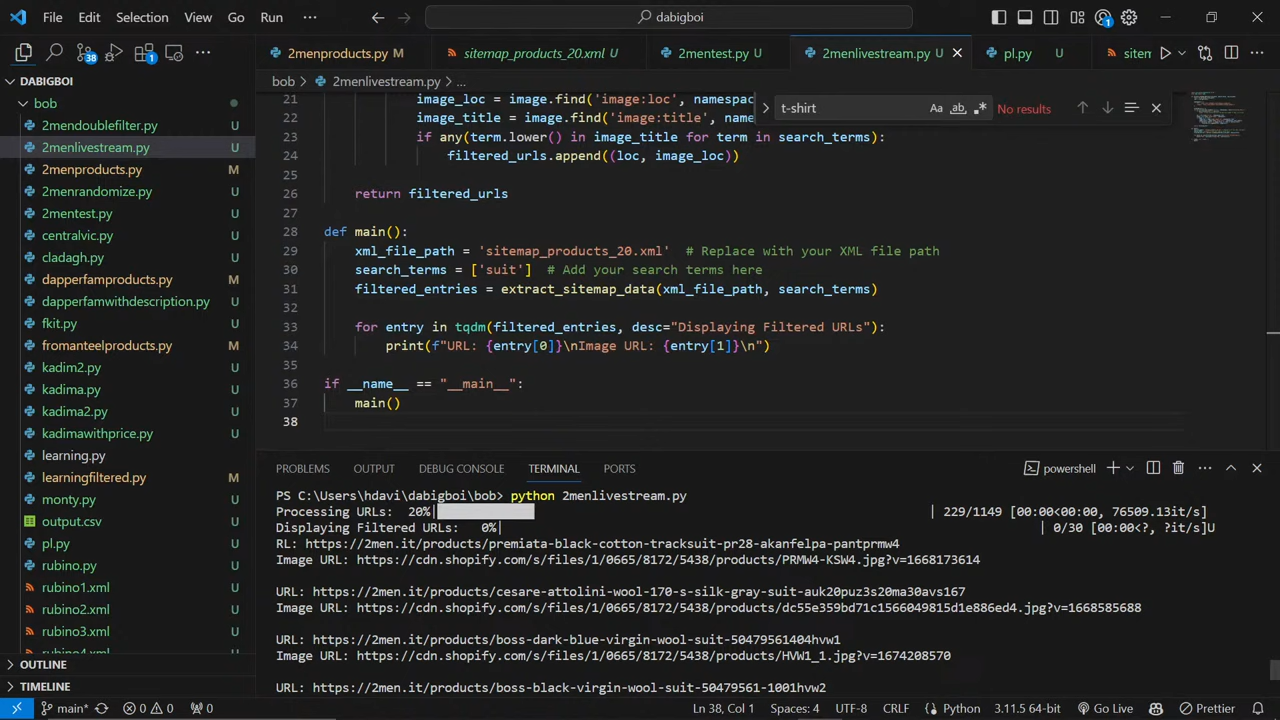 File Edit Selection View Go Run ··· dabigboi
38 1 ··· 2menproducts.py M sitemap_products_20.xml U 2mentest.py U 2menlivestream.py U pl.py U sitem
DABIGBOI
bob > 2menlivestream.py > ...
bob
2mendoublefilter.py U
2menlivestream.py U
2menproducts.py M
2menrandomize.py U
2mentest.py U
centralvic.py U
cladagh.py U
dapperfamproducts.py M
dapperfamwithdescription.py U
fkit.py U
fromanteelproducts.py M
kadim2.py U
kadima.py U
kadima2.py U
kadimawithprice.py U
learning.py
learningfiltered.py M
monty.py U
output.csv U
pl.py U
rubino.py U
rubino1.xml U
rubino2.xml U
rubino3.xml U
rubino4.xml U
OUTLINE
TIMELINE
t-shirt Aa ab No results
21 image_loc = image.find('image:loc', namespac
22 image_title = image.find('image:title', name
23 if any(term.lower() in image_title for term in search_terms):
24 filtered_urls.append((loc, image_loc))
25
26 return filtered_urls
27
28 def main():
29 xml_file_path = 'sitemap_products_20.xml' # Replace with your XML file path
30 search_terms = ['suit'] # Add your search terms here
31 filtered_entries = extract_sitemap_data(xml_file_path, search_terms)
32
33 for entry in tqdm(filtered_entries, desc="Displaying Filtered URLs"):
34 print(f"URL: {entry[0]}\nImage URL: {entry[1]}\n")
35
36 if __name__ == "__main__":
37 main()
38
PROBLEMS OUTPUT DEBUG CONSOLE TERMINAL PORTS powershell
PS C:\Users\hdavi\dabigboi\bob> python 2menlivestream.py
Processing URLs: 20%| | 229/1149 [00:00<00:00, 76509.13it/s]
Displaying Filtered URLs: 0%| | 0/30 [00:00<?, ?it/s]U
RL: https://2men.it/products/premiata-black-cotton-tracksuit-pr28-akanfelpa-pantprmw4
Image URL: https://cdn.shopify.com/s/files/1/0665/8172/5438/products/PRMW4-KSW4.jpg?v=1668173614
URL: https://2men.it/products/cesare-attolini-wool-170-s-silk-gray-suit-auk20puz3s20ma30avs167
Image URL: https://cdn.shopify.com/s/files/1/0665/8172/5438/products/dc55e359bd71c1566049815d1e886ed4.jpg?v=1668585688
URL: https://2men.it/products/boss-dark-blue-virgin-wool-suit-50479561404hvw1
Image URL: https://cdn.shopify.com/s/files/1/0665/8172/5438/products/HVW1_1.jpg?v=1674208570
URL: https://2men.it/products/boss-black-virgin-wool-suit-50479561-1001hvw2
main* 0 0 0 Ln 38, Col 1 Spaces: 4 UTF-8 CRLF Python 3.11.5 64-bit Go Live Prettier